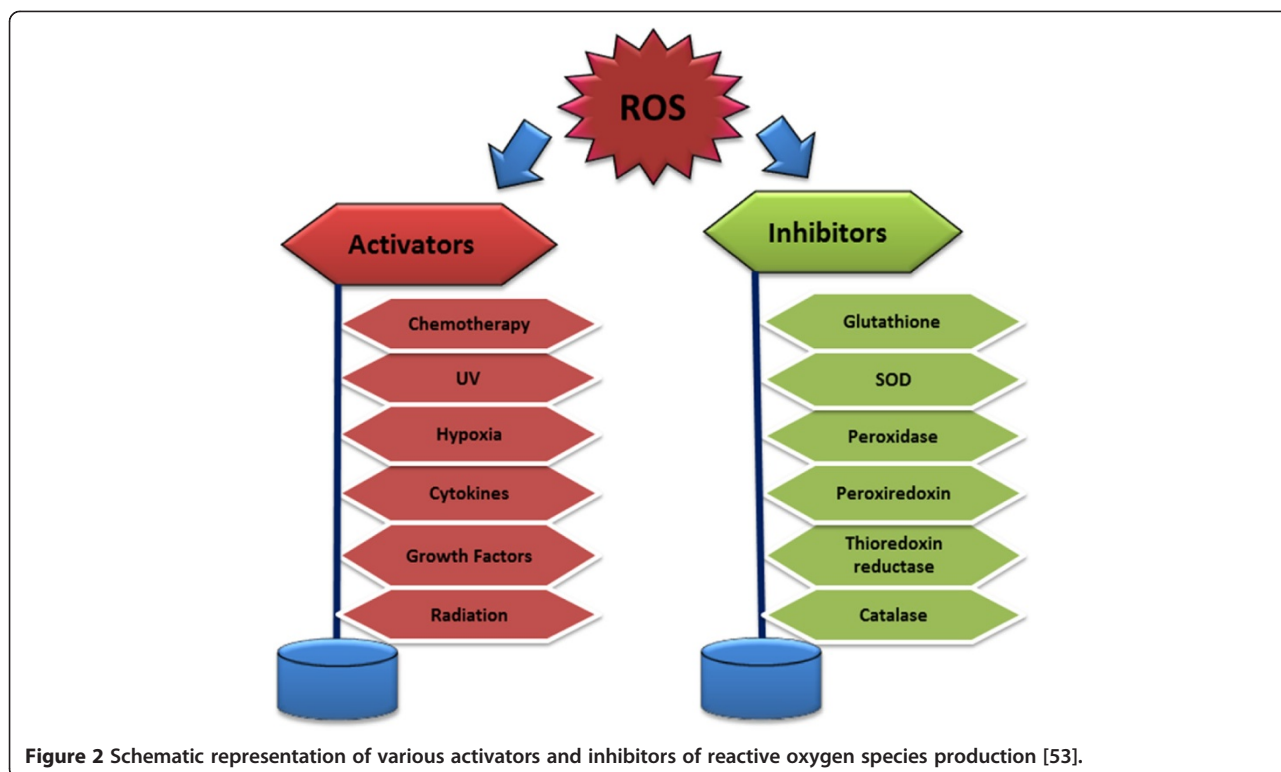 ROS
Activators
Chemotherapy
UV
Hypoxia
Cytokines
Growth Factors
Radiation
Inhibitors
Glutathione
SOD
Peroxidase
Peroxiredoxin
Thioredoxin
reductase
Catalase
Figure 2 Schematic representation of various activators and inhibitors of reactive oxygen species production [53].